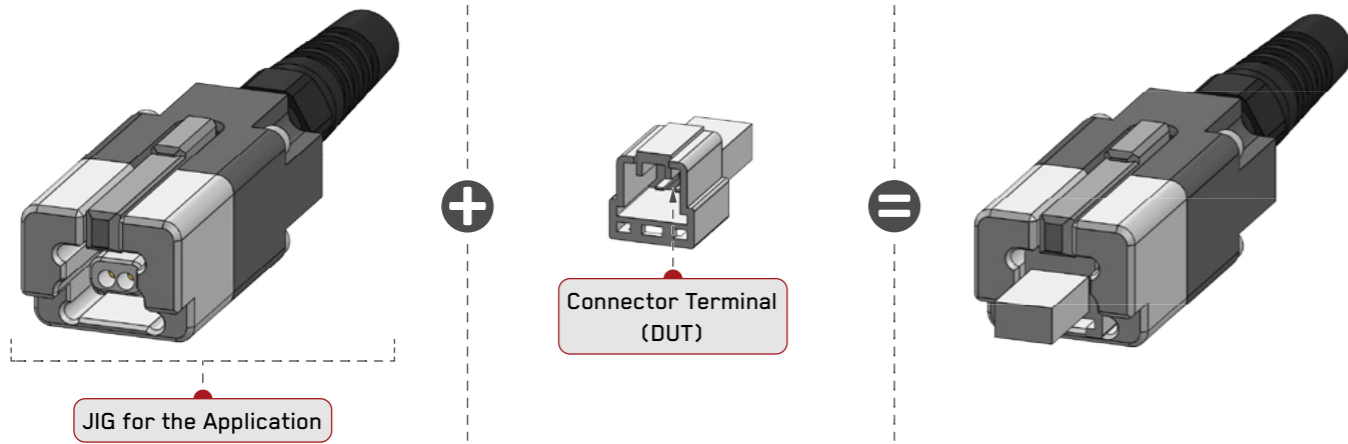 Connector Terminal
(DUT)
JIG for the Application